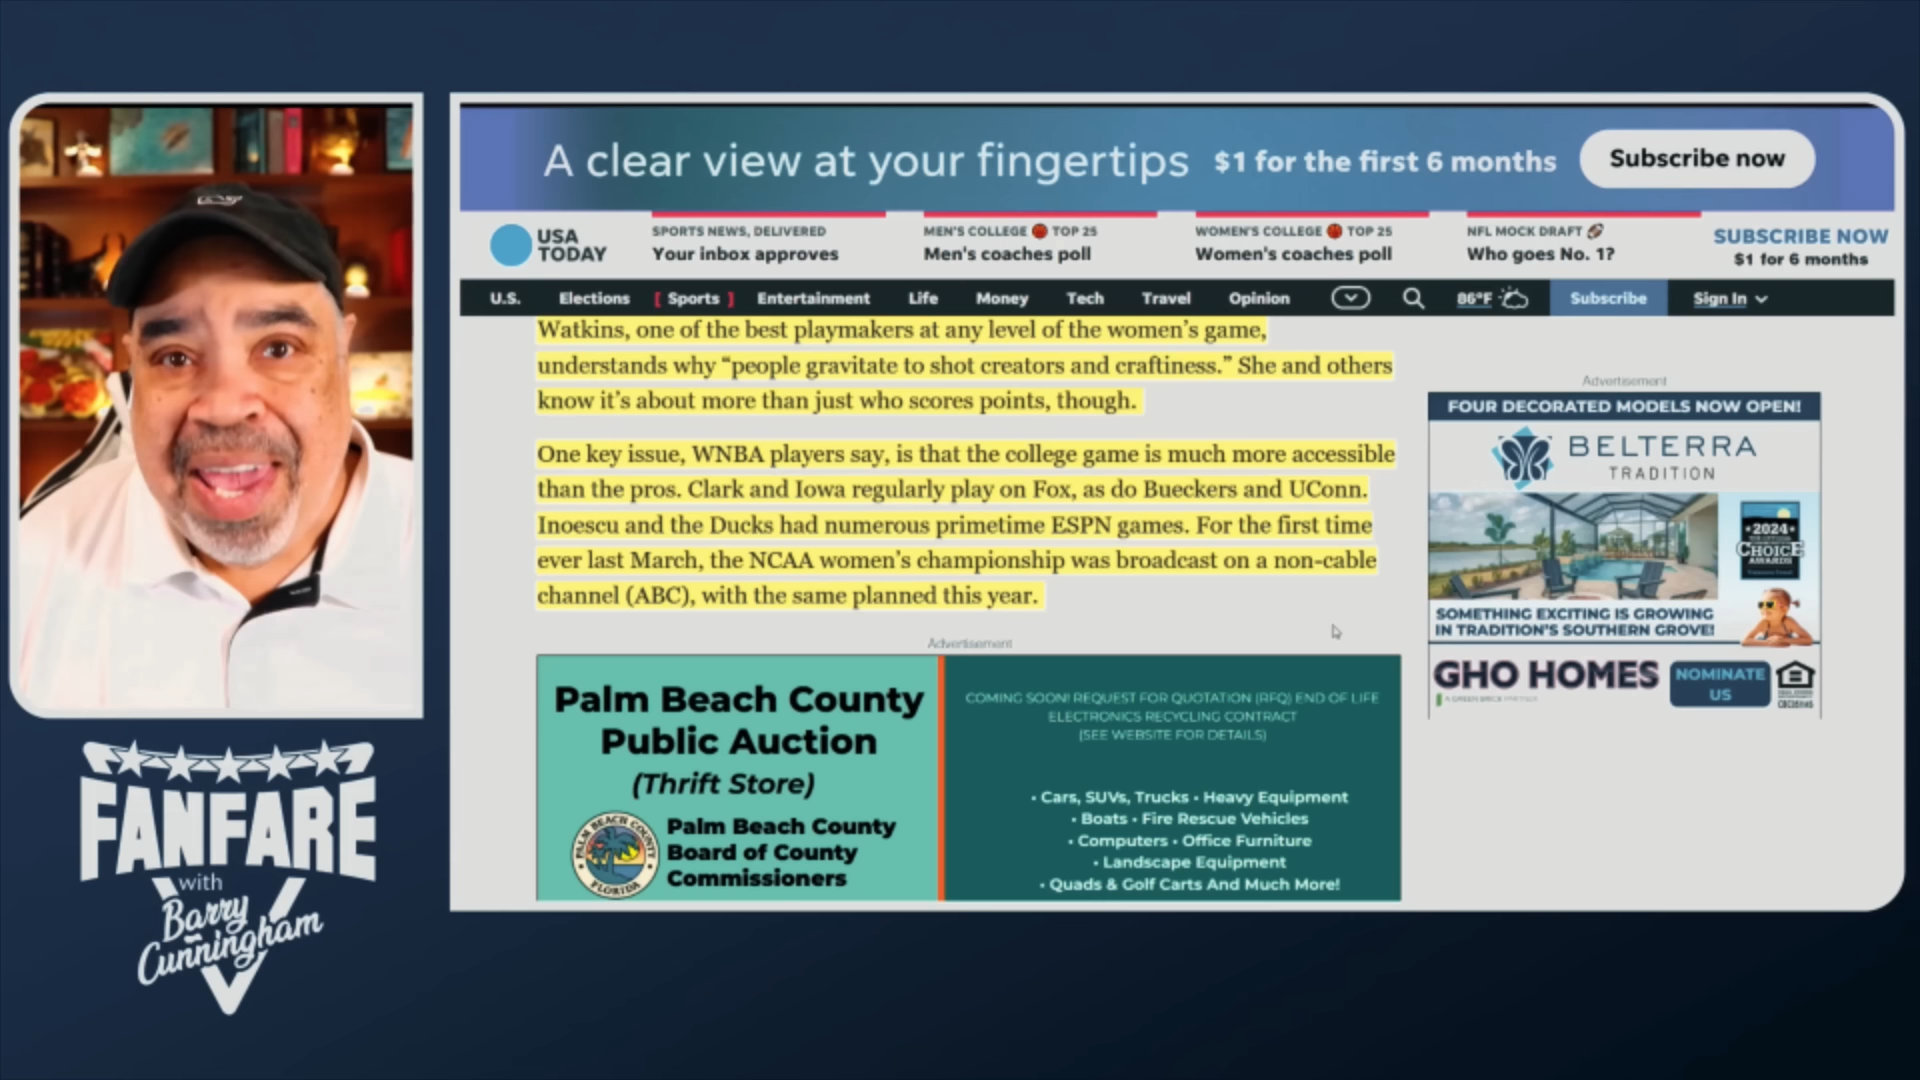 A clear view at your fingertips $1 for the first 6 months Subscribe now
USA TODAY
SPORTS NEWS, DELIVERED
Your inbox approves
MEN'S COLLEGE TOP 25
Men's coaches poll
WOMEN'S COLLEGE TOP 25
Women's coaches poll
NFL MOCK DRAFT
Who goes No. 1?
SUBSCRIBE NOW
$1 for 6 months
U.S. Elections [ Sports ] Entertainment Life Money Tech Travel Opinion 86°F Subscribe Sign In
Watkins, one of the best playmakers at any level of the women's game,
understands why “people gravitate to shot creators and craftiness.” She and others
know it's about more than just who scores points, though.
One key issue, WNBA players say, is that the college game is much more accessible
than the pros. Clark and Iowa regularly play on Fox, as do Bueckers and UConn.
Inoescu and the Ducks had numerous primetime ESPN games. For the first time
ever last March, the NCAA women's championship was broadcast on a non-cable
channel (ABC), with the same planned this year.
Advertisement
Palm Beach County
Public Auction
(Thrift Store)
PALM BEACH COUNTY
FLORIDA
Palm Beach County
Board of County
Commissioners
COMING SOON! REQUEST FOR QUOTATION (RFQ) END OF LIFE
ELECTRONICS RECYCLING CONTRACT
(SEE WEBSITE FOR DETAILS)
• Cars, SUVs, Trucks • Heavy Equipment
• Boats • Fire Rescue Vehicles
• Computers • Office Furniture
• Landscape Equipment
• Quads & Golf Carts And Much More!
Advertisement
FOUR DECORATED MODELS NOW OPEN!
BELTERRA
TRADITION
2024
CHOICE
AWARDS
SOMETHING EXCITING IS GROWING
IN TRADITION'S SOUTHERN GROVE!
GHO HOMES
NOMINATE
US
FANFARE
with
Barry
Cunningham